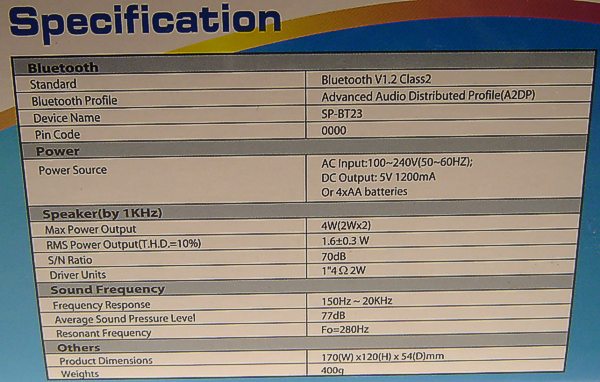 Specification
Bluetooth
Standard Bluetooth V1.2 Class2
Bluetooth Profile Advanced Audio Distributed Profile(A2DP)
Device Name SP-BT23
Pin Code 0000
Power
Power Source AC Input:100~240V(50~60HZ);
DC Output: 5V 1200mA
Or 4xAA batteries
Speaker(by 1KHz)
Max Power Output 4W(2Wx2)
RMS Power Output(T.H.D.=10%) 1.6±0.3 W
S/N Ratio 70dB
Driver Units 1"4 Ω 2W
Sound Frequency
Frequency Response 150Hz ~ 20KHz
Average Sound Pressure Level 77dB
Resonant Frequency Fo=280Hz
Others
Product Dimensions 170(W) x120(H) x 54(D)mm
Weights 400g